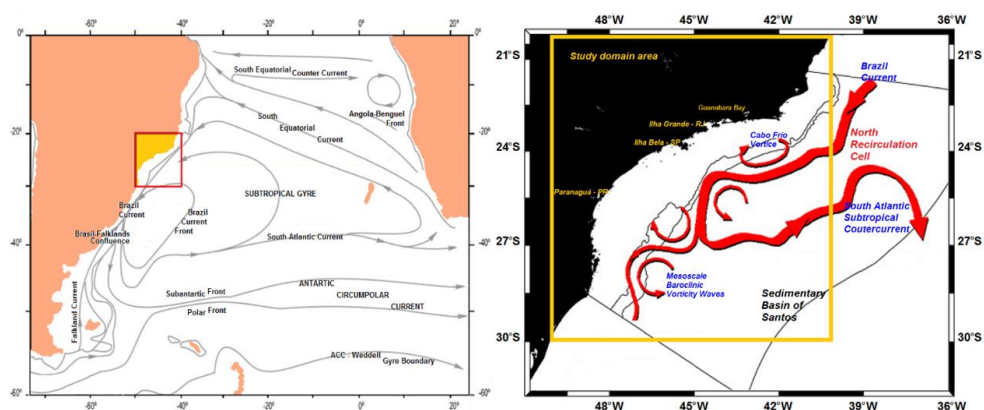 -60° -40° -20° 0° 20°
0°
South Equatorial
Counter Current
Angola-Benguel
Front
South
Equatorial
Current
-20°
SUBTROPICAL GYRE
Brazil
Current
Brazil
Current
Front
Brasil-Falklands
Confluence
South Atlantic Current
-40°
Falkland Current
Subantarctic Front
Polar Front
ANTARTIC
CIRCUMPOLAR
CURRENT
ACC - Weddell
Gyre Boundary
-60°
-60° -40° -20° 0° 20°
48°W 45°W 42°W 39°W 36°W
21°S 21°S
Study domain area
Brazil
Current
Guanabara Bay
Ilha Grande - RJ
Ilha Bela - SP
Cabo Frio
Vortice
North
Recirculation
Cell
24°S 24°S
Paranaguá - PR
South Atlantic
Subtropical
Coutercurrent
27°S 27°S
Mesoscale
Baroclinic
Vorticity Waves
Sedimentary
Basin of
Santos
30°S 30°S
48°W 45°W 42°W 39°W 36°W